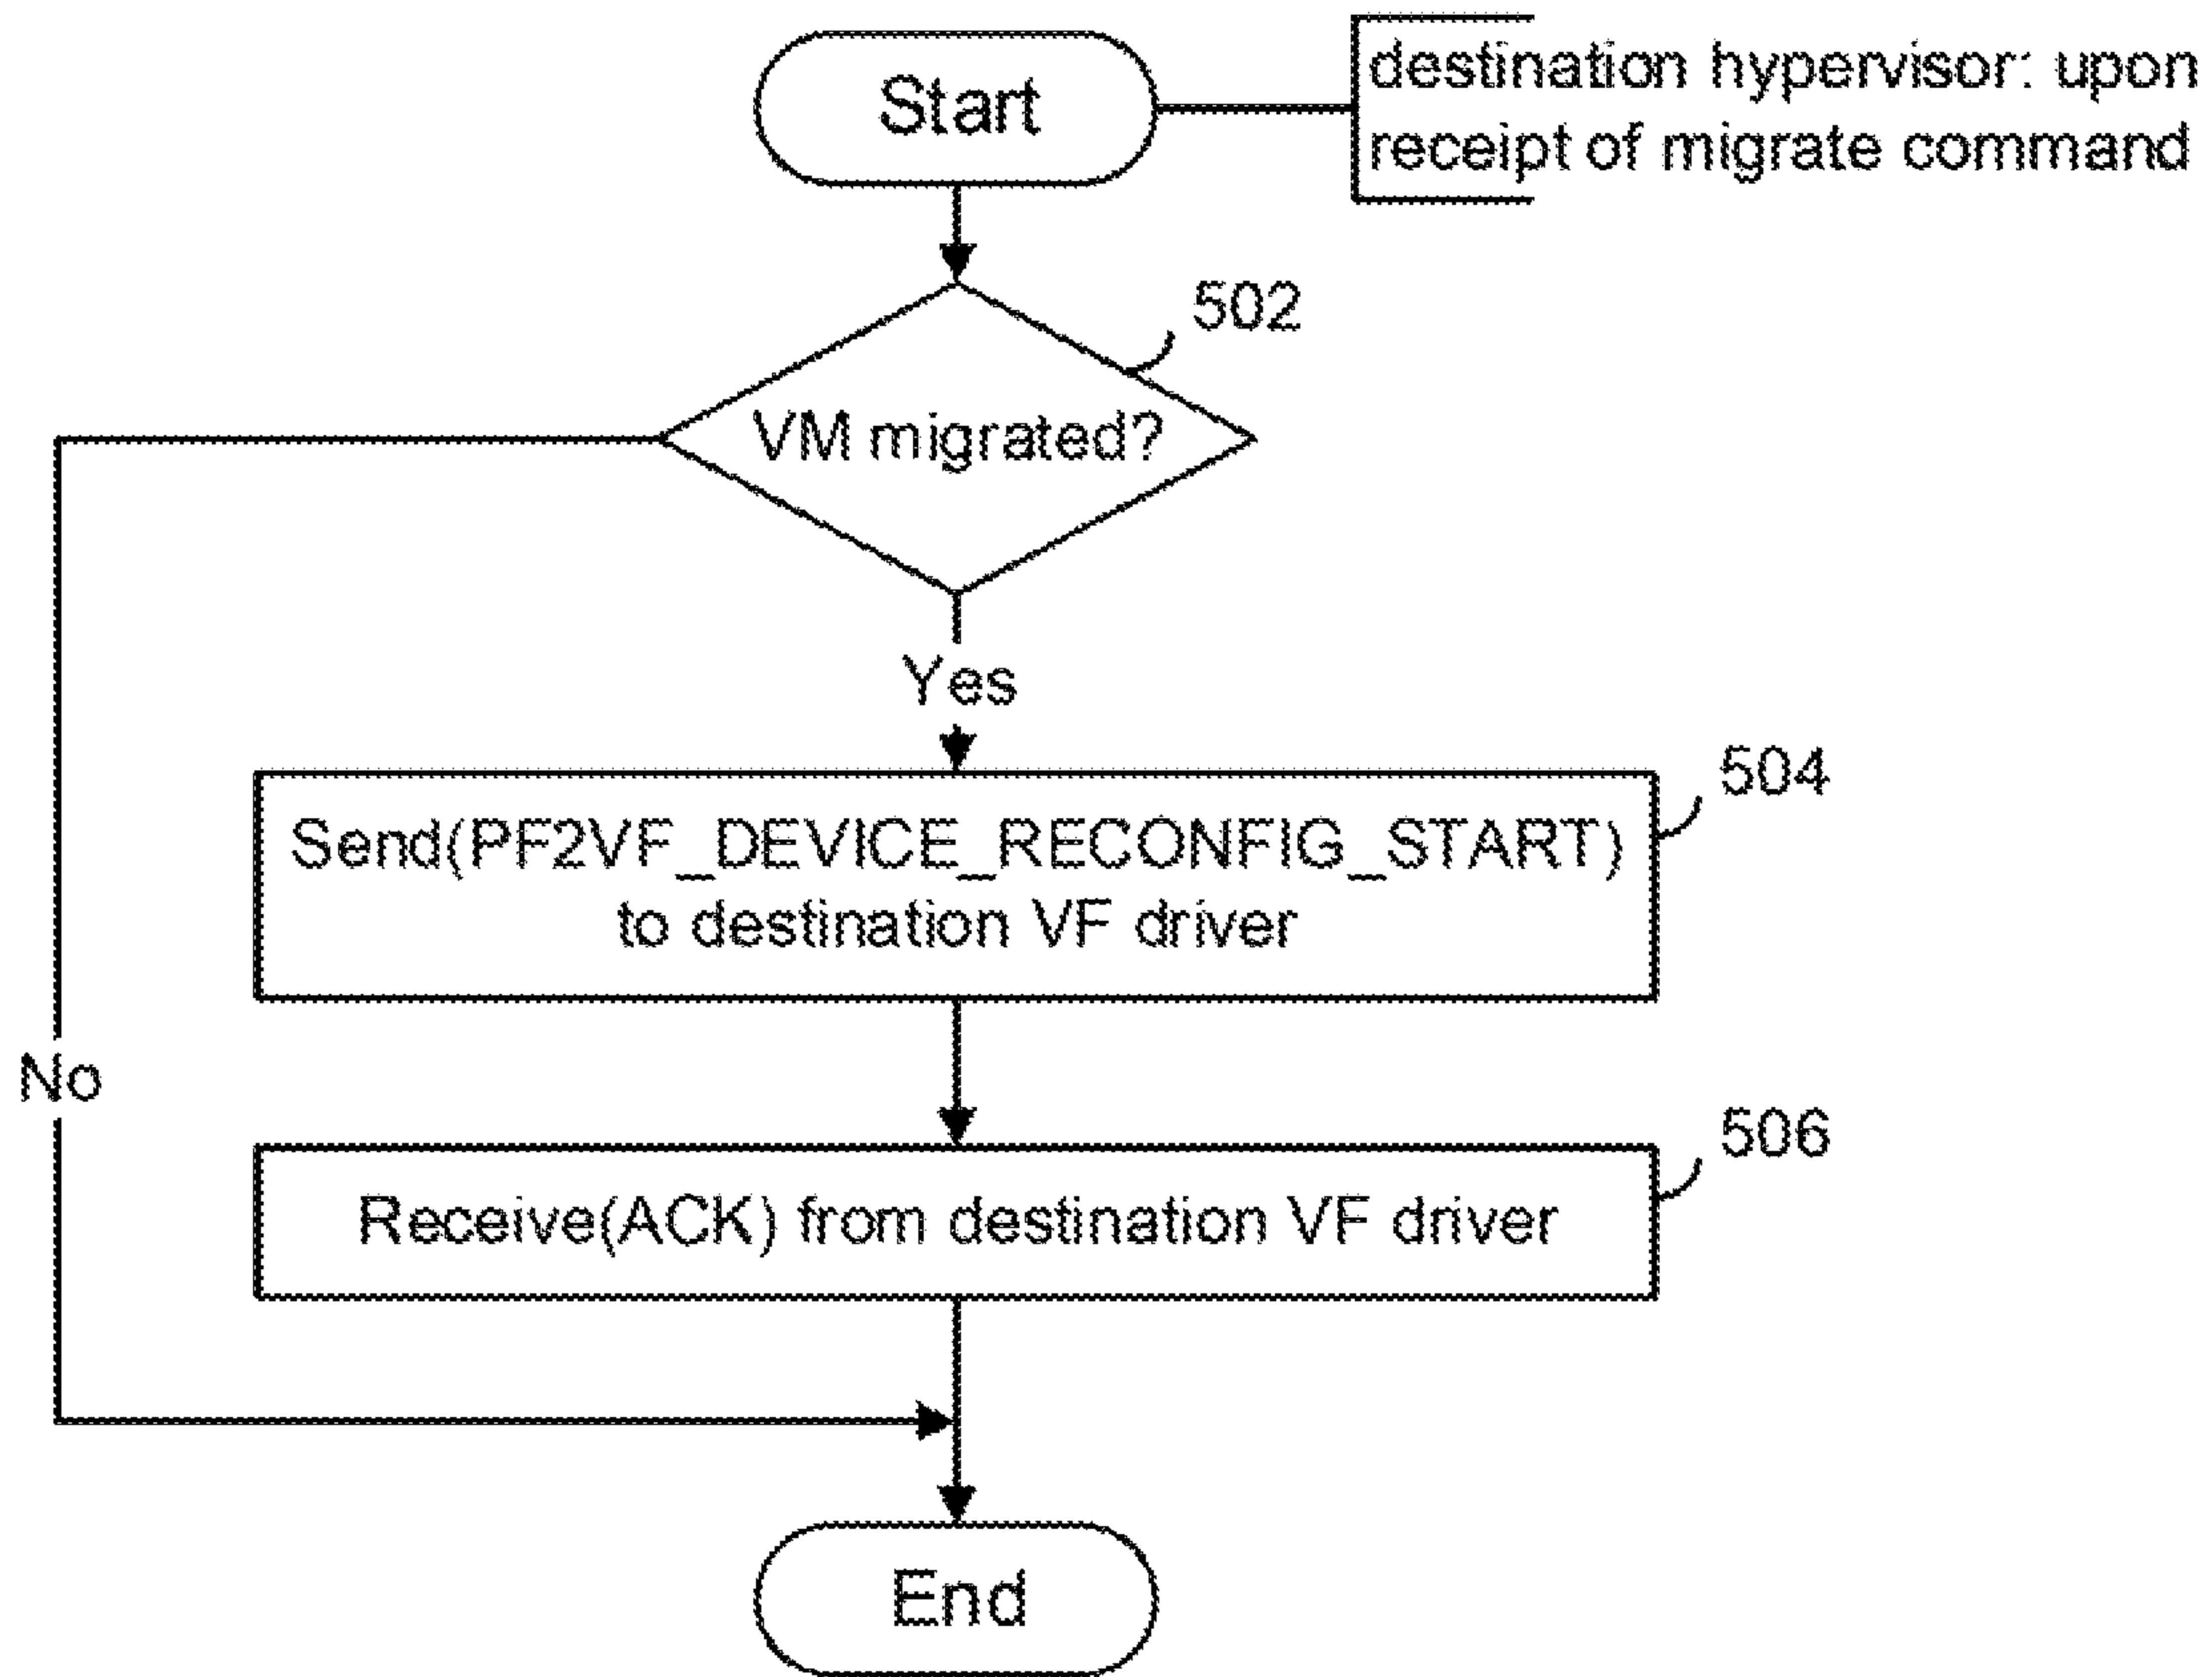 Start
destination hypervisor: upon
receipt of migrate command
502
VM migrated?
Yes
504
Send(PF2VF_DEVICE_RECONFIG_START)
to destination VF driver
No
506
Receive(ACK) from destination VF driver
End